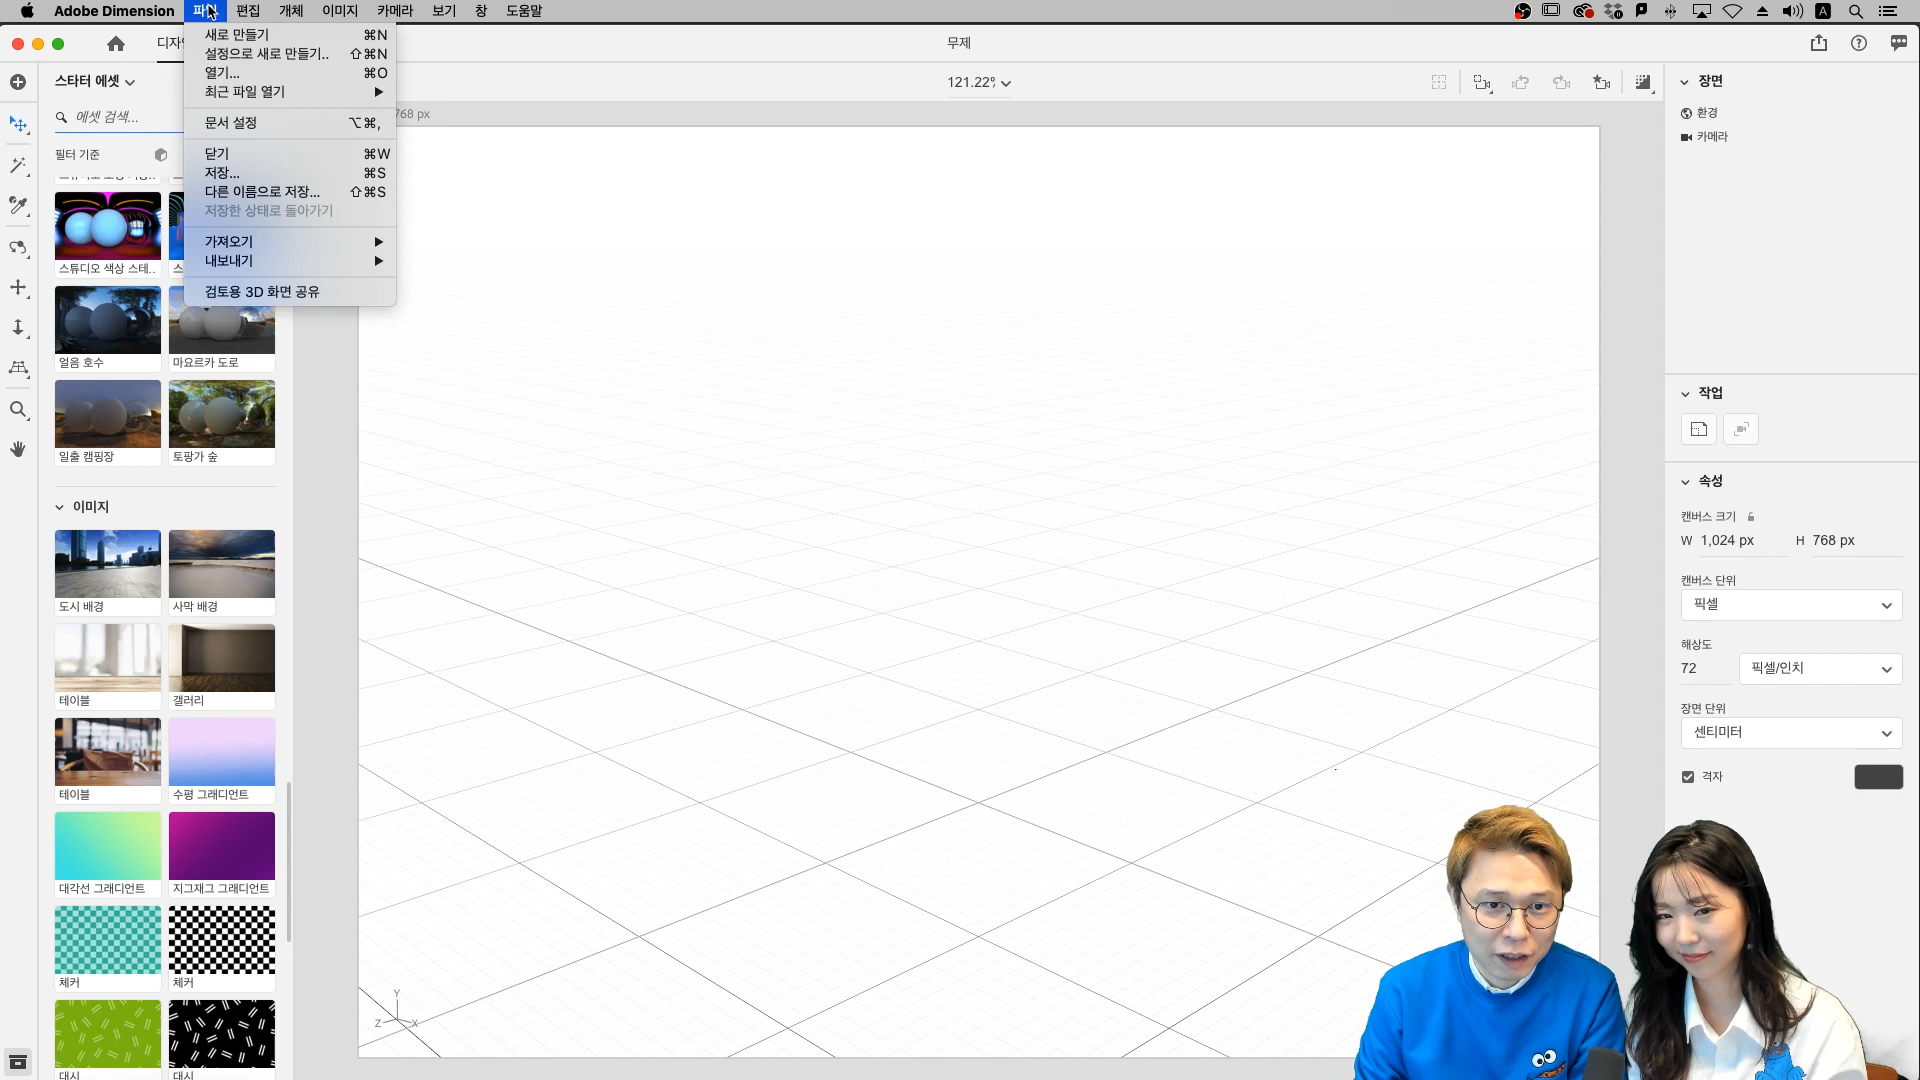 Adobe Dimension 파일 편집 개체 이미지 카메라 보기 창 도움말
무제
스타터 에셋
에셋 검색...
필터 기준
새로 만들기 ⌘N
설정으로 새로 만들기.. ⇧⌘N
열기... ⌘O
최근 파일 열기 ▶
문서 설정 ⌥⌘,
닫기 ⌘W
저장... ⌘S
다른 이름으로 저장... ⇧⌘S
저장한 상태로 돌아가기
가져오기 ▶
내보내기 ▶
검토용 3D 화면 공유
121.22%
68 px
스튜디오 색상 스테..
얼음 호수
마요르카 도로
일출 캠핑장
토팡가 숲
이미지
도시 배경
사막 배경
테이블
갤러리
테이블
수평 그래디언트
대각선 그래디언트
지그재그 그래디언트
체커
체커
대시
대시
Y
Z X
장면
환경
카메라
작업
속성
캔버스 크기
W 1,024 px H 768 px
캔버스 단위
픽셀
해상도
72 픽셀/인치
장면 단위
센티미터
격자